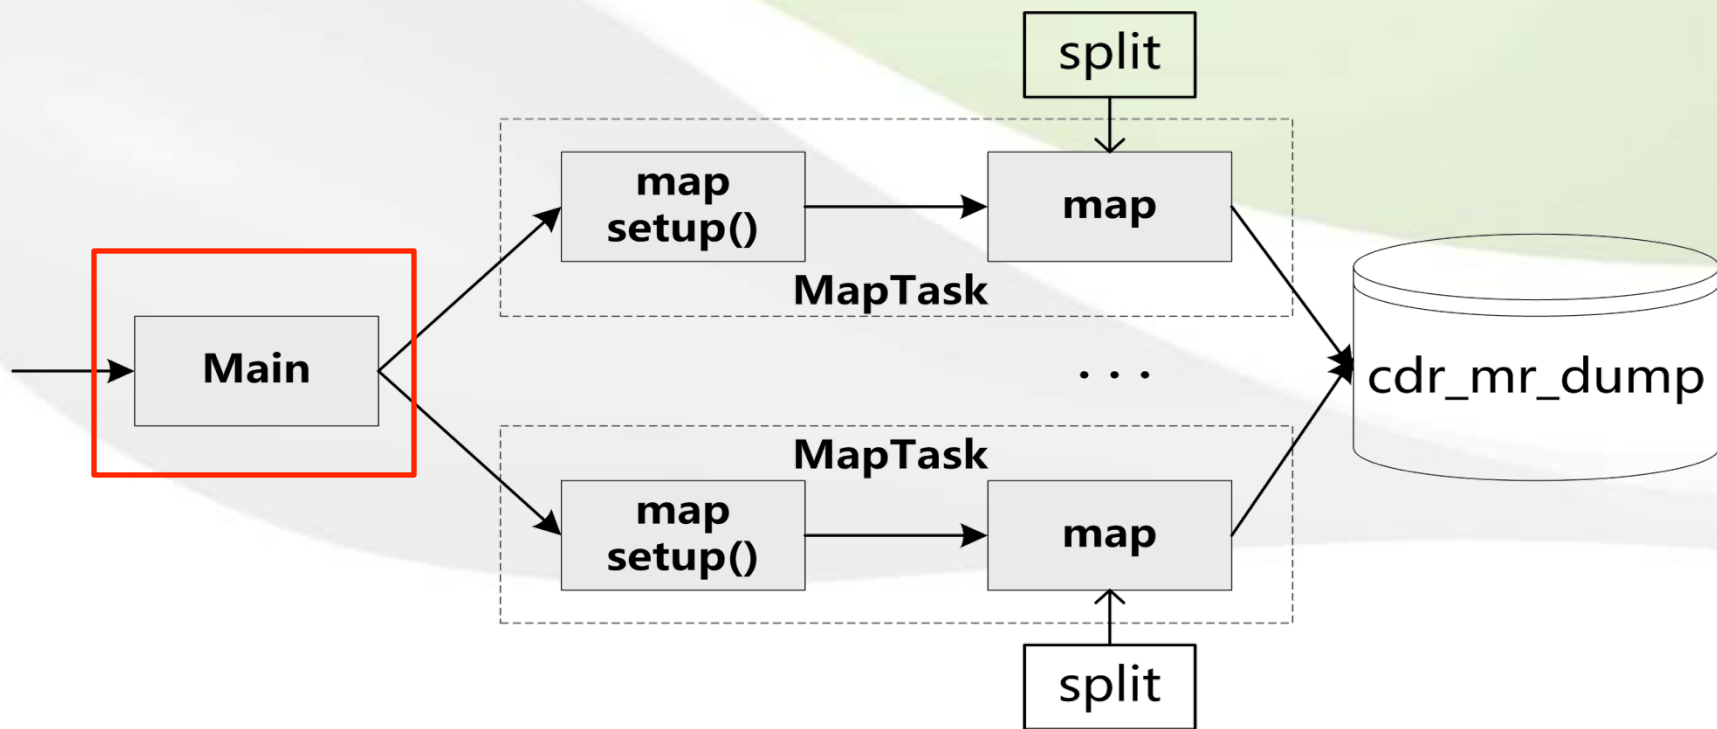 split
map
setup()
map
MapTask
Main
. . .
cdr_mr_dump
MapTask
map
setup()
map
split